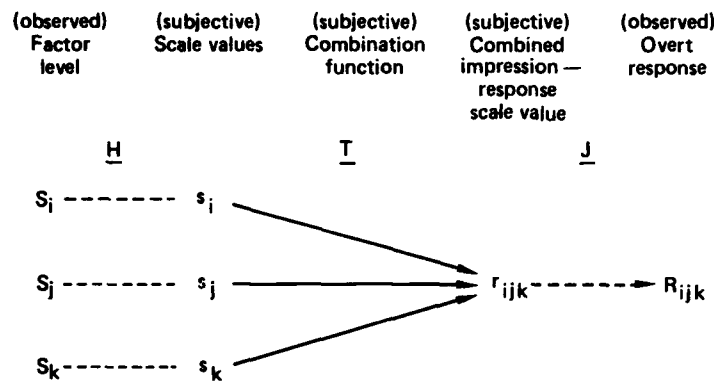 (observed) (subjective) (subjective) (subjective) (observed)
Factor Scale values Combination Combined Overt
level function impression — response
response
scale value
H T J
Si si
Sj sj rijk Rijk
Sk sk